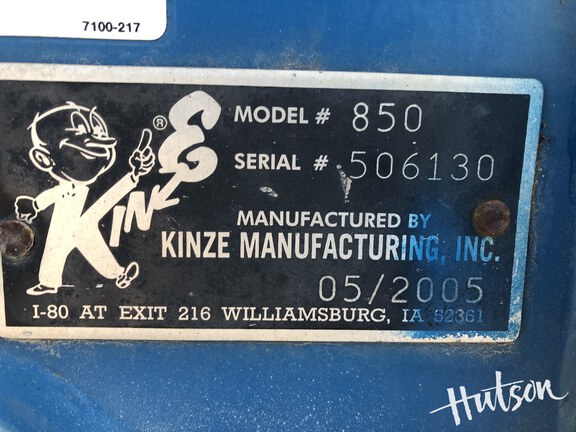 7100-217
KINZE ®
MODEL # 850
SERIAL # 506130
MANUFACTURED BY
KINZE MANUFACTURING, INC.
05/2005
I-80 AT EXIT 216 WILLIAMSBURG, IA 52361
Hutson